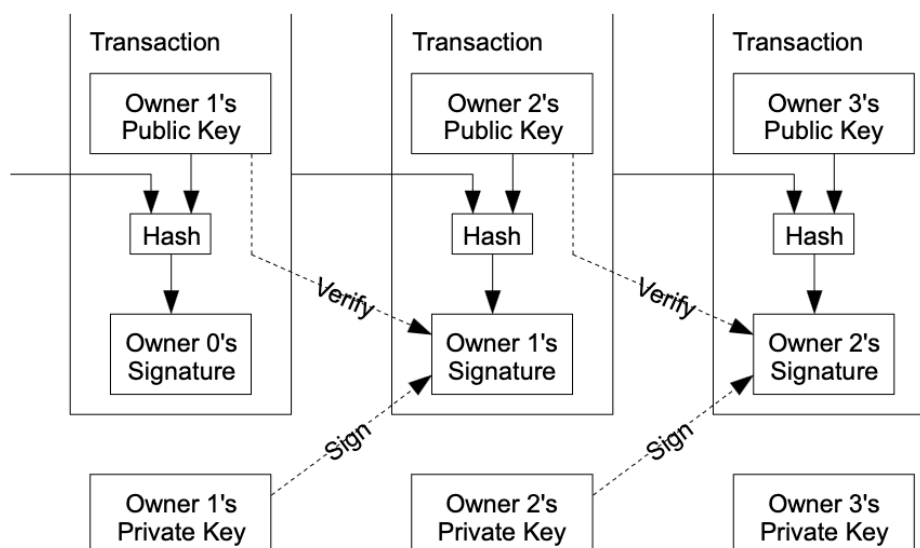 Transaction
Owner 1's
Public Key
Hash
Owner 0's
Signature
Transaction
Owner 2's
Public Key
Hash
Verify
Owner 1's
Signature
Transaction
Owner 3's
Public Key
Hash
Verify
Owner 2's
Signature
Sign
Sign
Owner 1's
Private Key
Owner 2's
Private Key
Owner 3's
Private Key